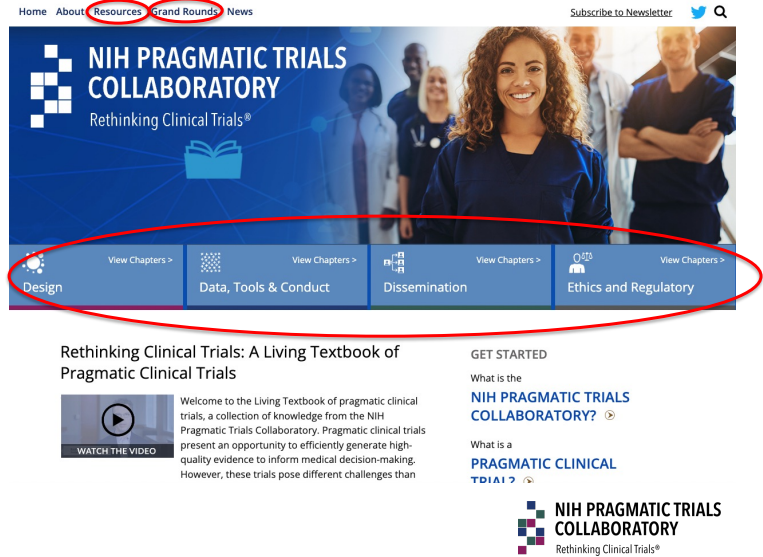 Home About Resources Grand Rounds News
Subscribe to Newsletter
NIH PRAGMATIC TRIALS
COLLABORATORY
Rethinking Clinical Trials®
View Chapters >
Design
View Chapters >
Data, Tools & Conduct
View Chapters >
Dissemination
View Chapters >
Ethics and Regulatory
Rethinking Clinical Trials: A Living Textbook of
Pragmatic Clinical Trials
WATCH THE VIDEO
Welcome to the Living Textbook of pragmatic clinical
trials, a collection of knowledge from the NIH
Pragmatic Trials Collaboratory. Pragmatic clinical trials
present an opportunity to efficiently generate high-
quality evidence to inform medical decision-making.
However, these trials pose different challenges than
GET STARTED
What is the
NIH PRAGMATIC TRIALS
COLLABORATORY?
What is a
PRAGMATIC CLINICAL
TRIAL?
NIH PRAGMATIC TRIALS
COLLABORATORY
Rethinking Clinical Trials®